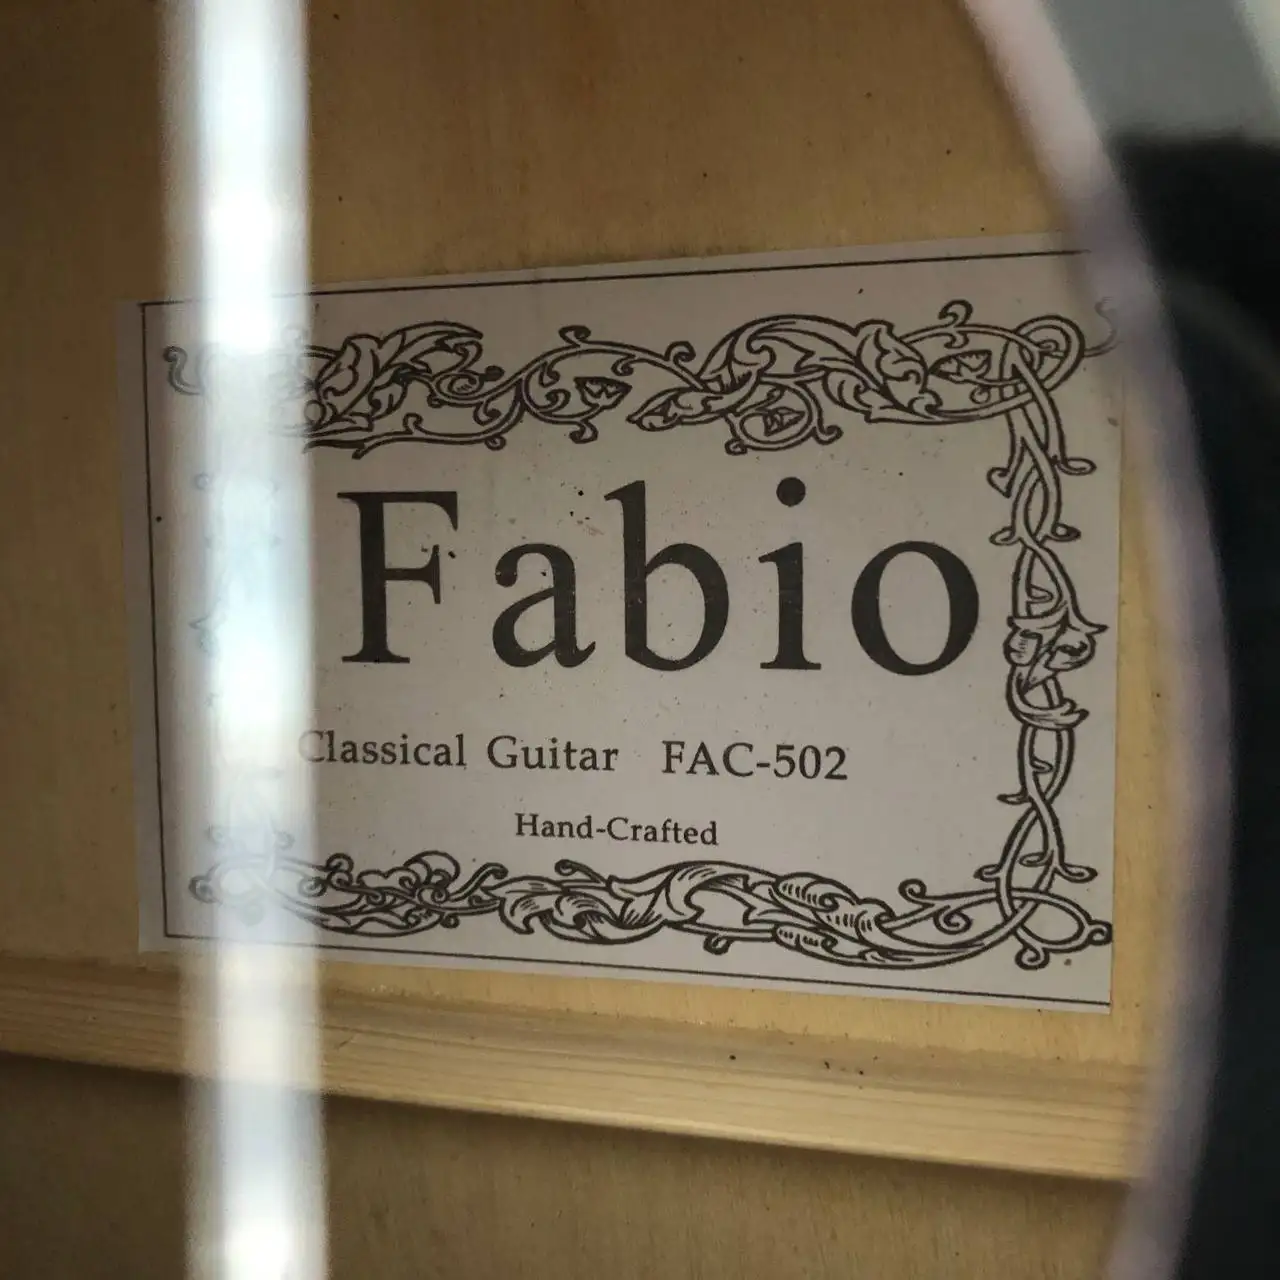 Fabio
Classical Guitar FAC-502
Hand-Crafted